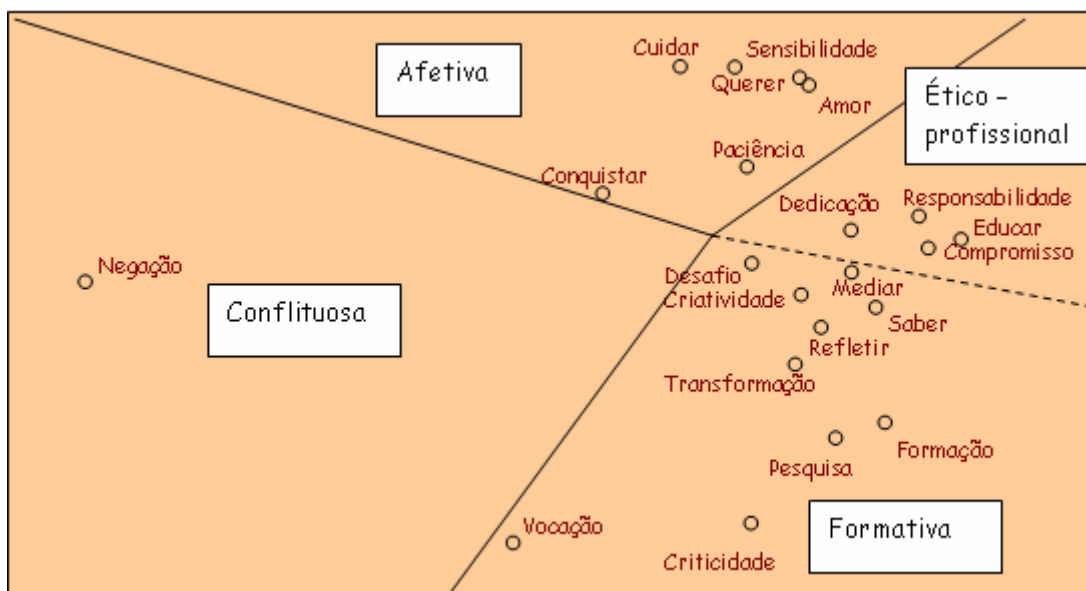 Cuidar
Sensibilidade
Afetiva
Querer
Amor
Ético –
profissional
Paciência
Conquistar
Dedicação
Responsabilidade
Educar
Compromisso
Negação
Desafio
Mediar
Criatividade
Conflituosa
Saber
Refletir
Transformação
Formação
Pesquisa
Vocação
Formativa
Criticidade